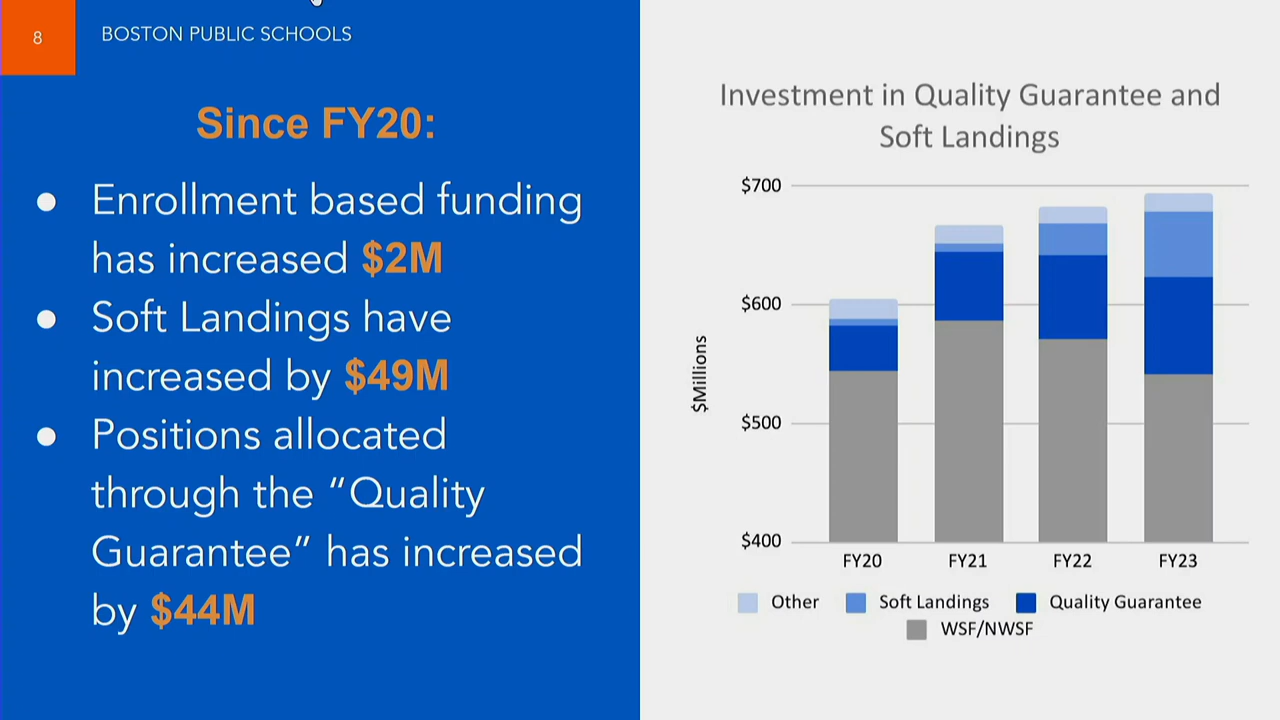 8
BOSTON PUBLIC SCHOOLS
Since FY20:
● Enrollment based funding
has increased $2M
● Soft Landings have
increased by $49M
● Positions allocated
through the “Quality
Guarantee” has increased
by $44M
Investment in Quality Guarantee and
Soft Landings
$700
$600
$500
$400
$Millions
FY20 FY21 FY22 FY23
Other Soft Landings Quality Guarantee
WSF/NWSF